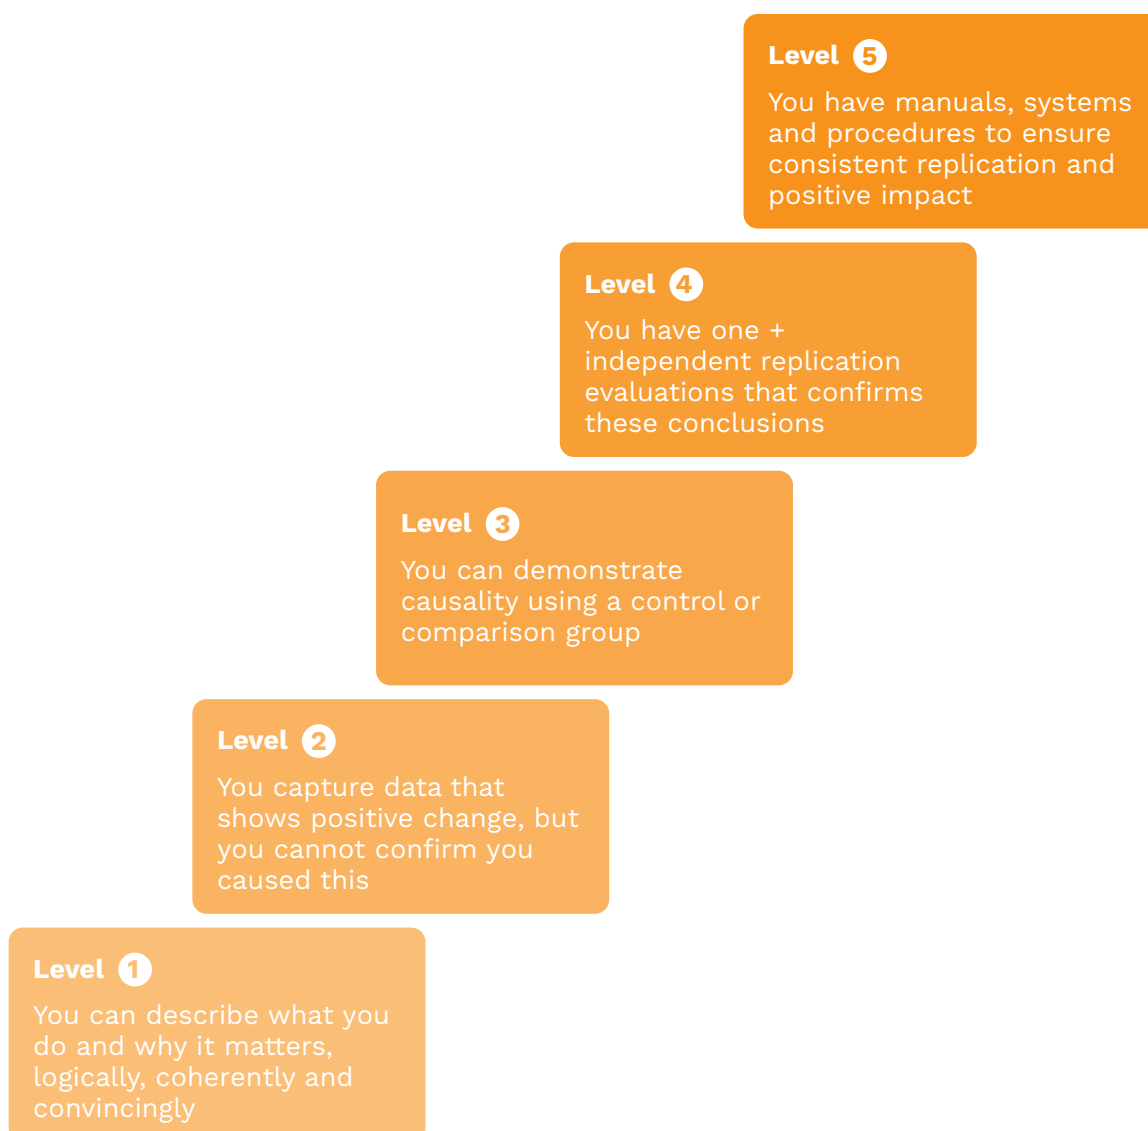 Level 5
You have manuals, systems
and procedures to ensure
consistent replication and
positive impact
Level 4
You have one +
independent replication
evaluations that confirms
these conclusions
Level 3
You can demonstrate
causality using a control or
comparison group
Level 2
You capture data that
shows positive change, but
you cannot confirm you
caused this
Level 1
You can describe what you
do and why it matters,
logically, coherently and
convincingly